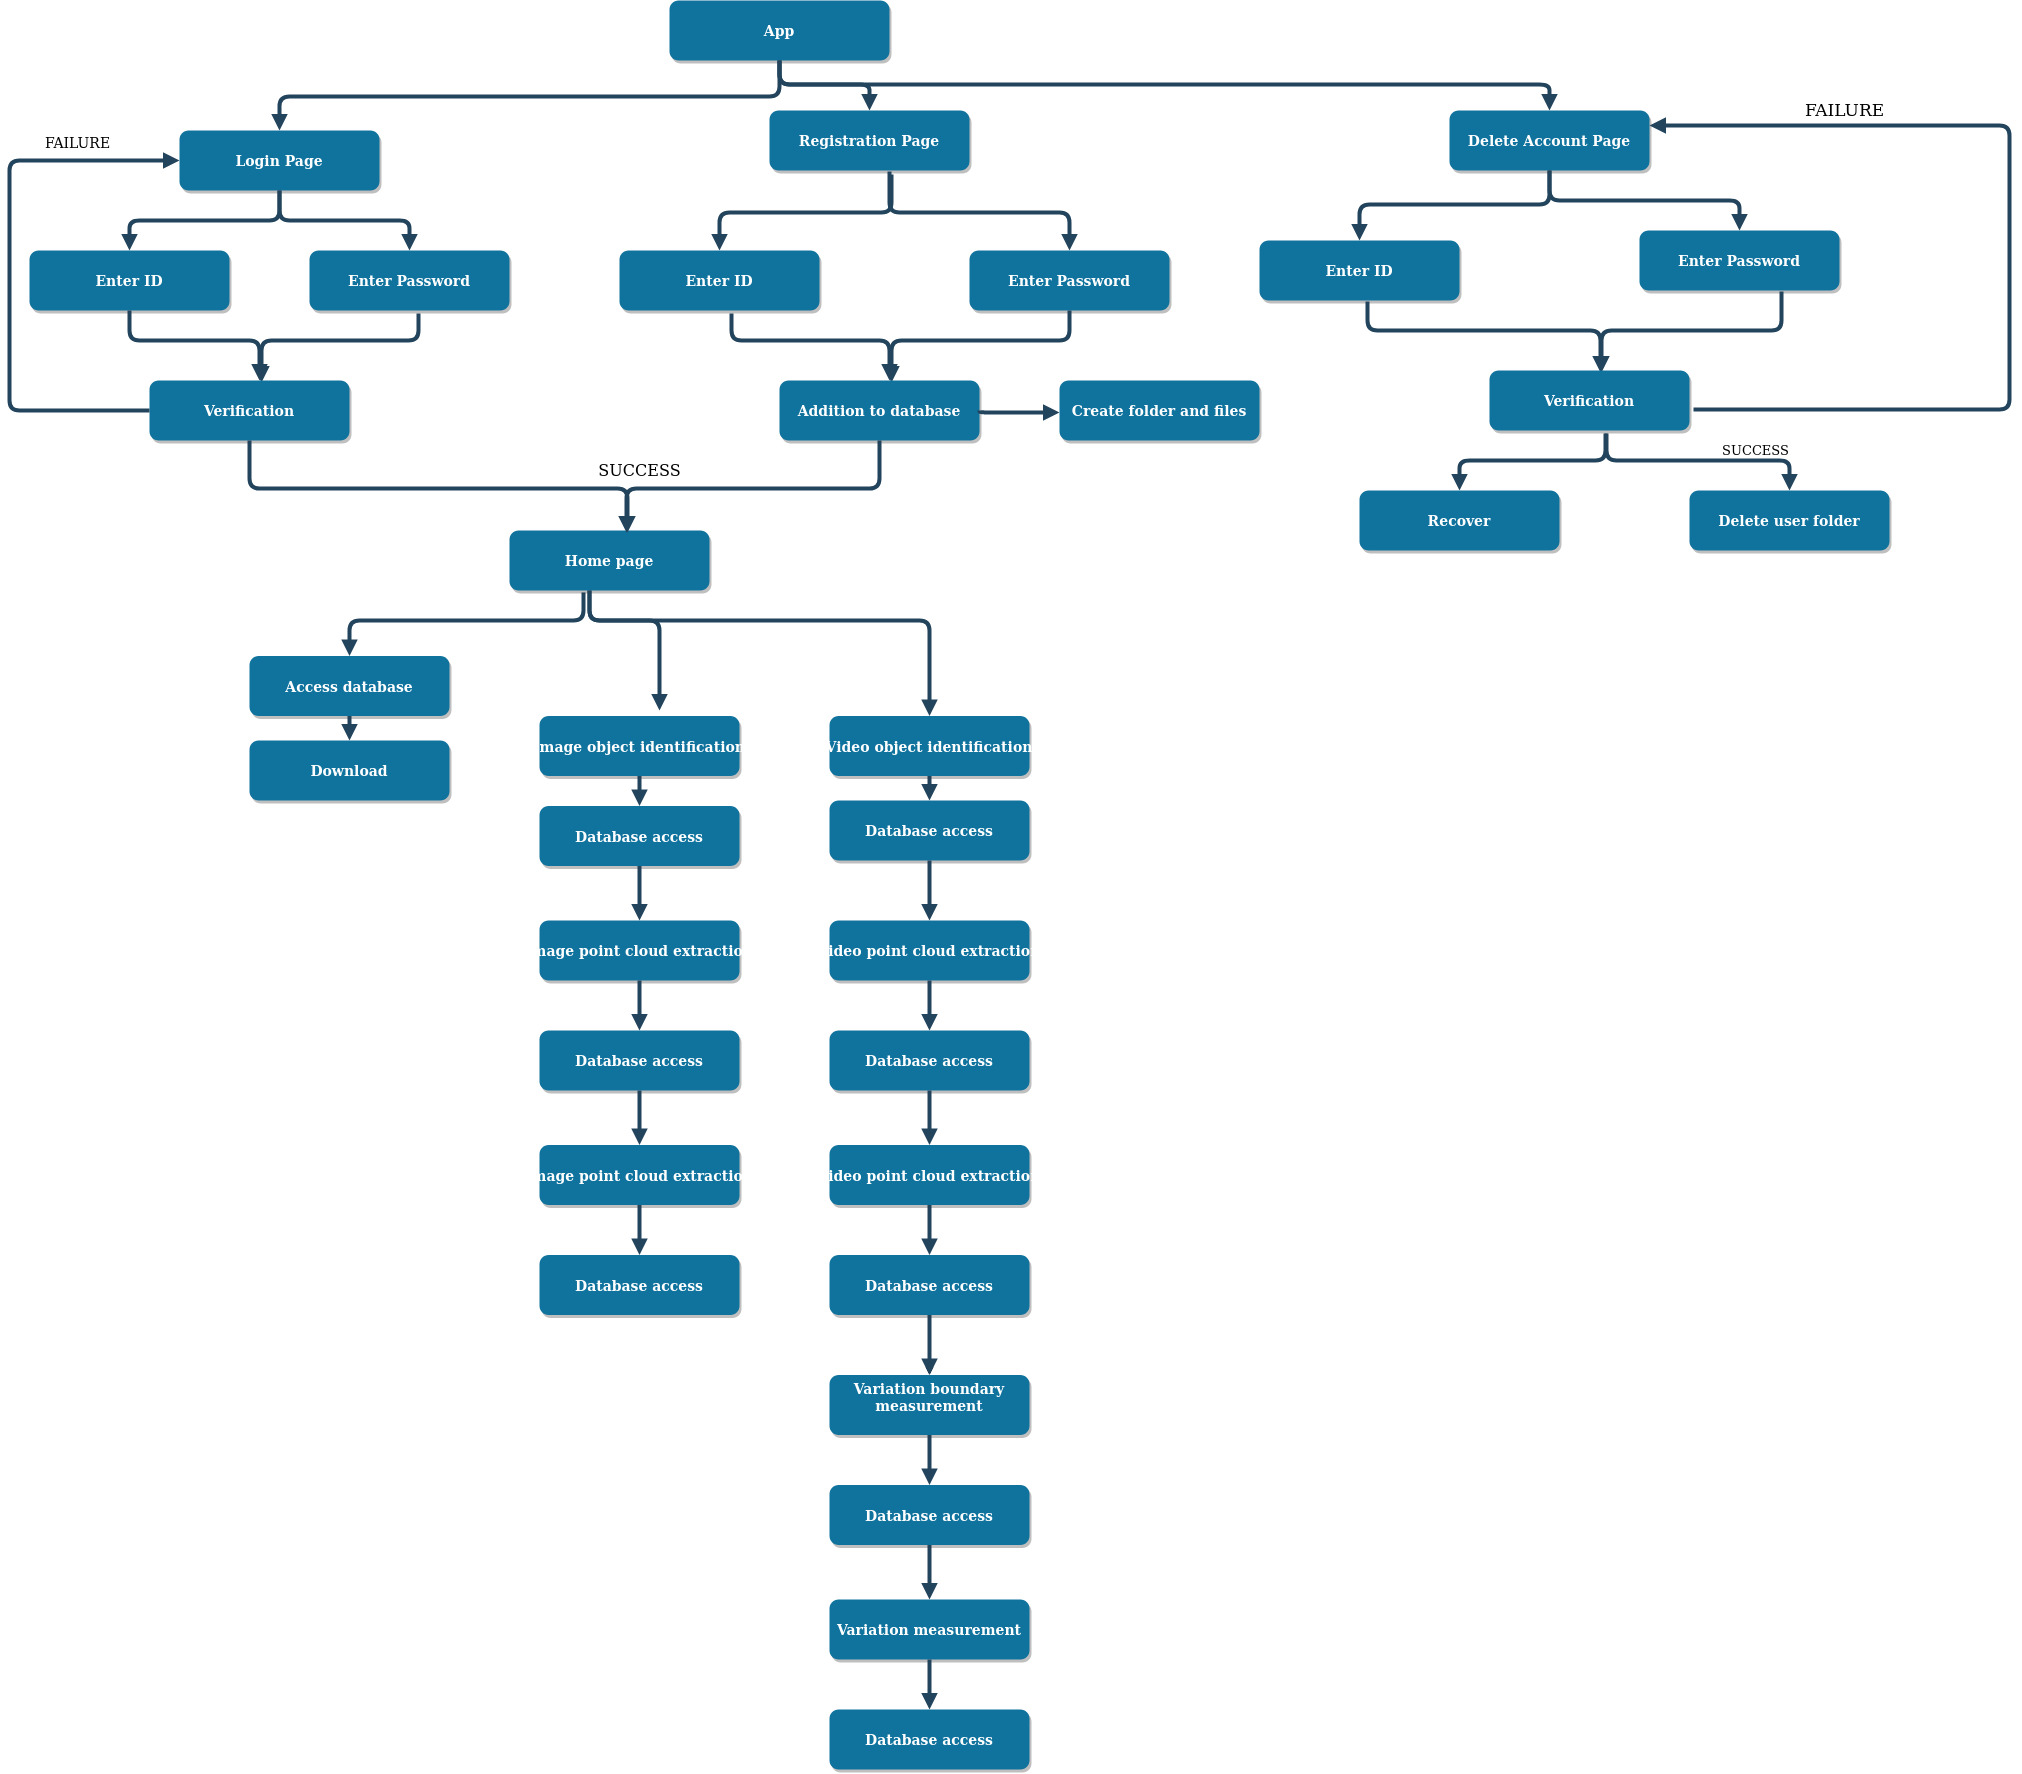 App
Login Page
Registration Page
Delete Account Page
FAILURE
FAILURE
Enter ID
Enter Password
Enter ID
Enter Password
Enter ID
Enter Password
Verification
Addition to database
Create folder and files
Verification
SUCCESS
SUCCESS
Recover
Delete user folder
Home page
Access database
Download
mage object identification
Video object identification
Database access
Database access
mage point cloud extractio
ideo point cloud extractio
Database access
Database access
mage point cloud extractio
ideo point cloud extractio
Database access
Database access
Variation boundary
measurement
Database access
Variation measurement
Database access